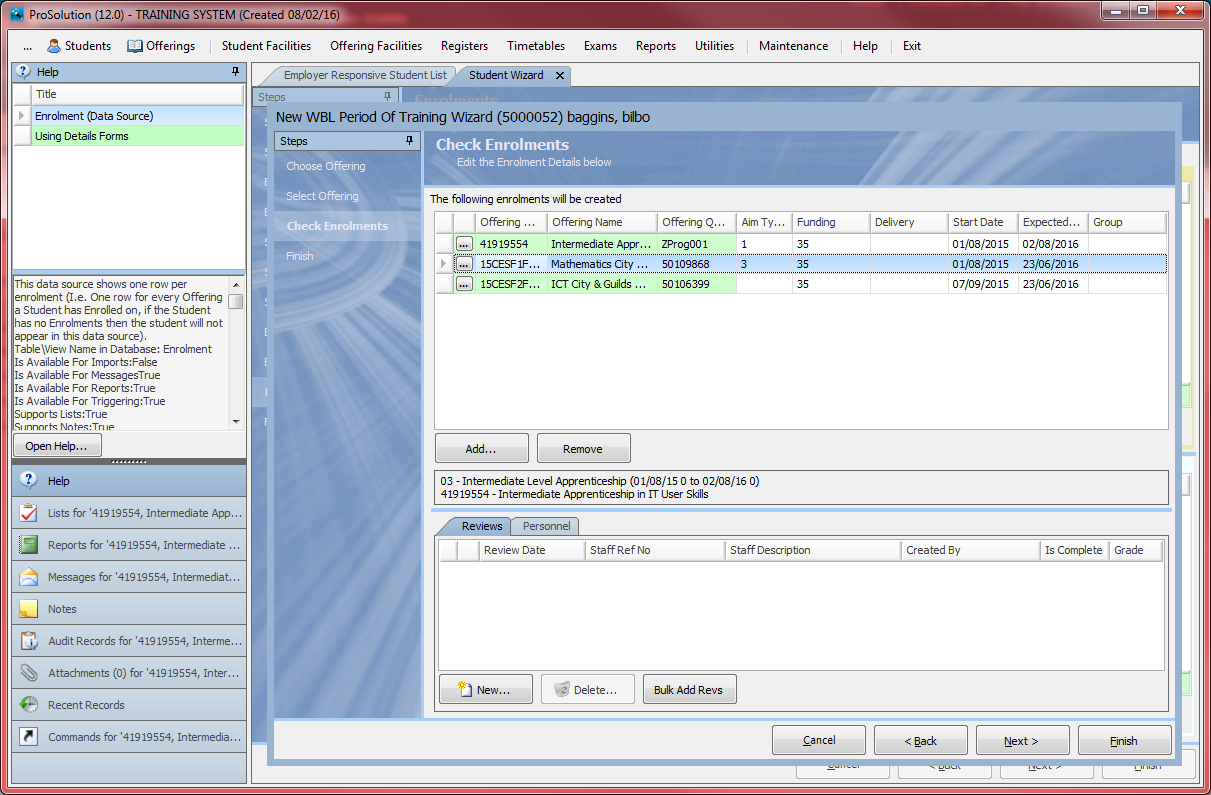 ProSolution (12.0) - TRAINING SYSTEM (Created 08/02/16)
... Students Offerings Student Facilities Offering Facilities Registers Timetables Exams Reports Utilities Maintenance Help Exit
Help
Title
Enrolment (Data Source)
Using Details Forms
This data source shows one row per
enrolment (I.e. One row for every Offering
a Student has Enrolled on, if the Student
has no Enrolments then the student will not
appear in this data source).
Table\View Name in Database: Enrolment
Is Available For Imports:False
Is Available For MessagesTrue
Is Available For Reports:True
Is Available For Triggering:True
Supports Lists:True
Supports Notes:True
Open Help...
Help
Lists for '41919554, Intermediate App...
Reports for '41919554, Intermediate ...
Messages for '41919554, Intermediat...
Notes
Audit Records for '41919554, Interme...
Attachments (0) for '41919554, Inter...
Recent Records
Commands for '41919554, Intermedia...
Employer Responsive Student List Student Wizard
Steps
Enrolments
New WBL Period Of Training Wizard (5000052) baggins, bilbo
Steps
Choose Offering
Select Offering
Check Enrolments
Finish
Check Enrolments
Edit the Enrolment Details below
The following enrolments will be created
Offering ... Offering Name Offering Q... Aim Ty... Funding Delivery Start Date Expected... Group
... 41919554 Intermediate Appr... ZProg001 1 35 01/08/2015 02/08/2016
... 15CESF1F... Mathematics City ... 50109868 3 35 01/08/2015 23/06/2016
... 15CESF2F... ICT City & Guilds ... 50106399 35 07/09/2015 23/06/2016
Add... Remove
03 - Intermediate Level Apprenticeship (01/08/15 0 to 02/08/16 0)
41919554 - Intermediate Apprenticeship in IT User Skills
Reviews Personnel
Review Date Staff Ref No Staff Description Created By Is Complete Grade
New... Delete... Bulk Add Revs
Cancel < Back Next > Finish
Cancel < Back Next > Finish